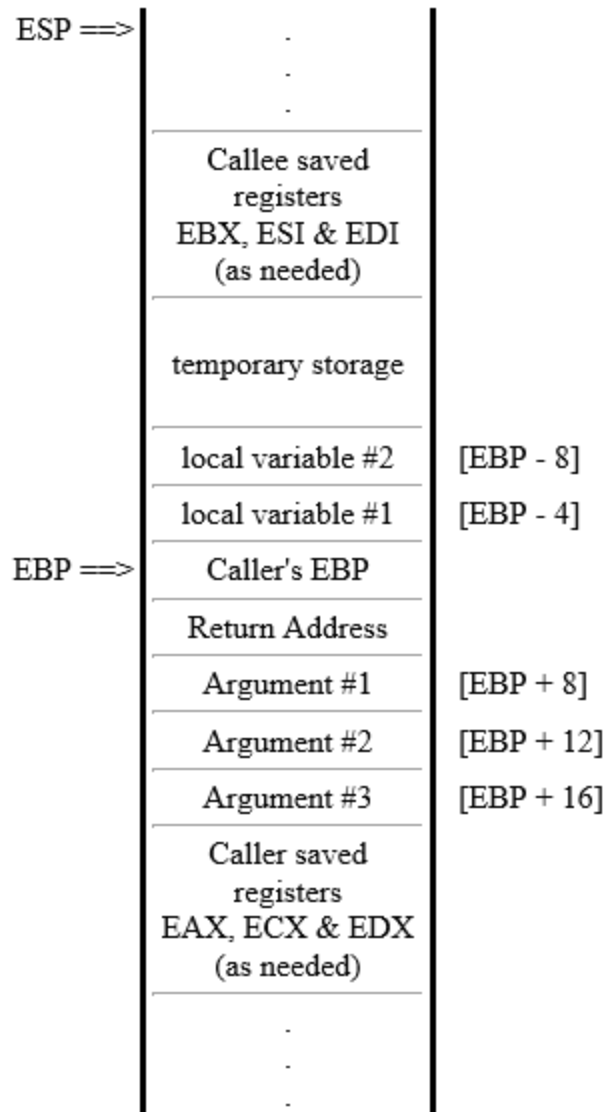 ESP ==>
.
.
.
Callee saved
registers
EBX, ESI & EDI
(as needed)
temporary storage
local variable #2 [EBP - 8]
local variable #1 [EBP - 4]
EBP ==> Caller's EBP
Return Address
Argument #1 [EBP + 8]
Argument #2 [EBP + 12]
Argument #3 [EBP + 16]
Caller saved
registers
EAX, ECX & EDX
(as needed)
.
.
.